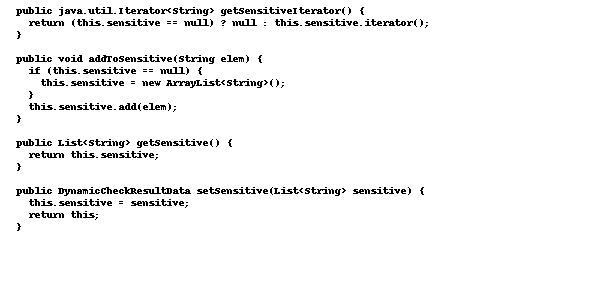 public java.util.Iterator<String> getSensitiveIterator() {
  return (this.sensitive == null) ? null : this.sensitive.iterator();
}

public void addToSensitive(String elem) {
  if (this.sensitive == null) {
    this.sensitive = new ArrayList<String>();
  }
  this.sensitive.add(elem);
}

public List<String> getSensitive() {
  return this.sensitive;
}

public DynamicCheckResultData setSensitive(List<String> sensitive) {
  this.sensitive = sensitive;
  return this;
}